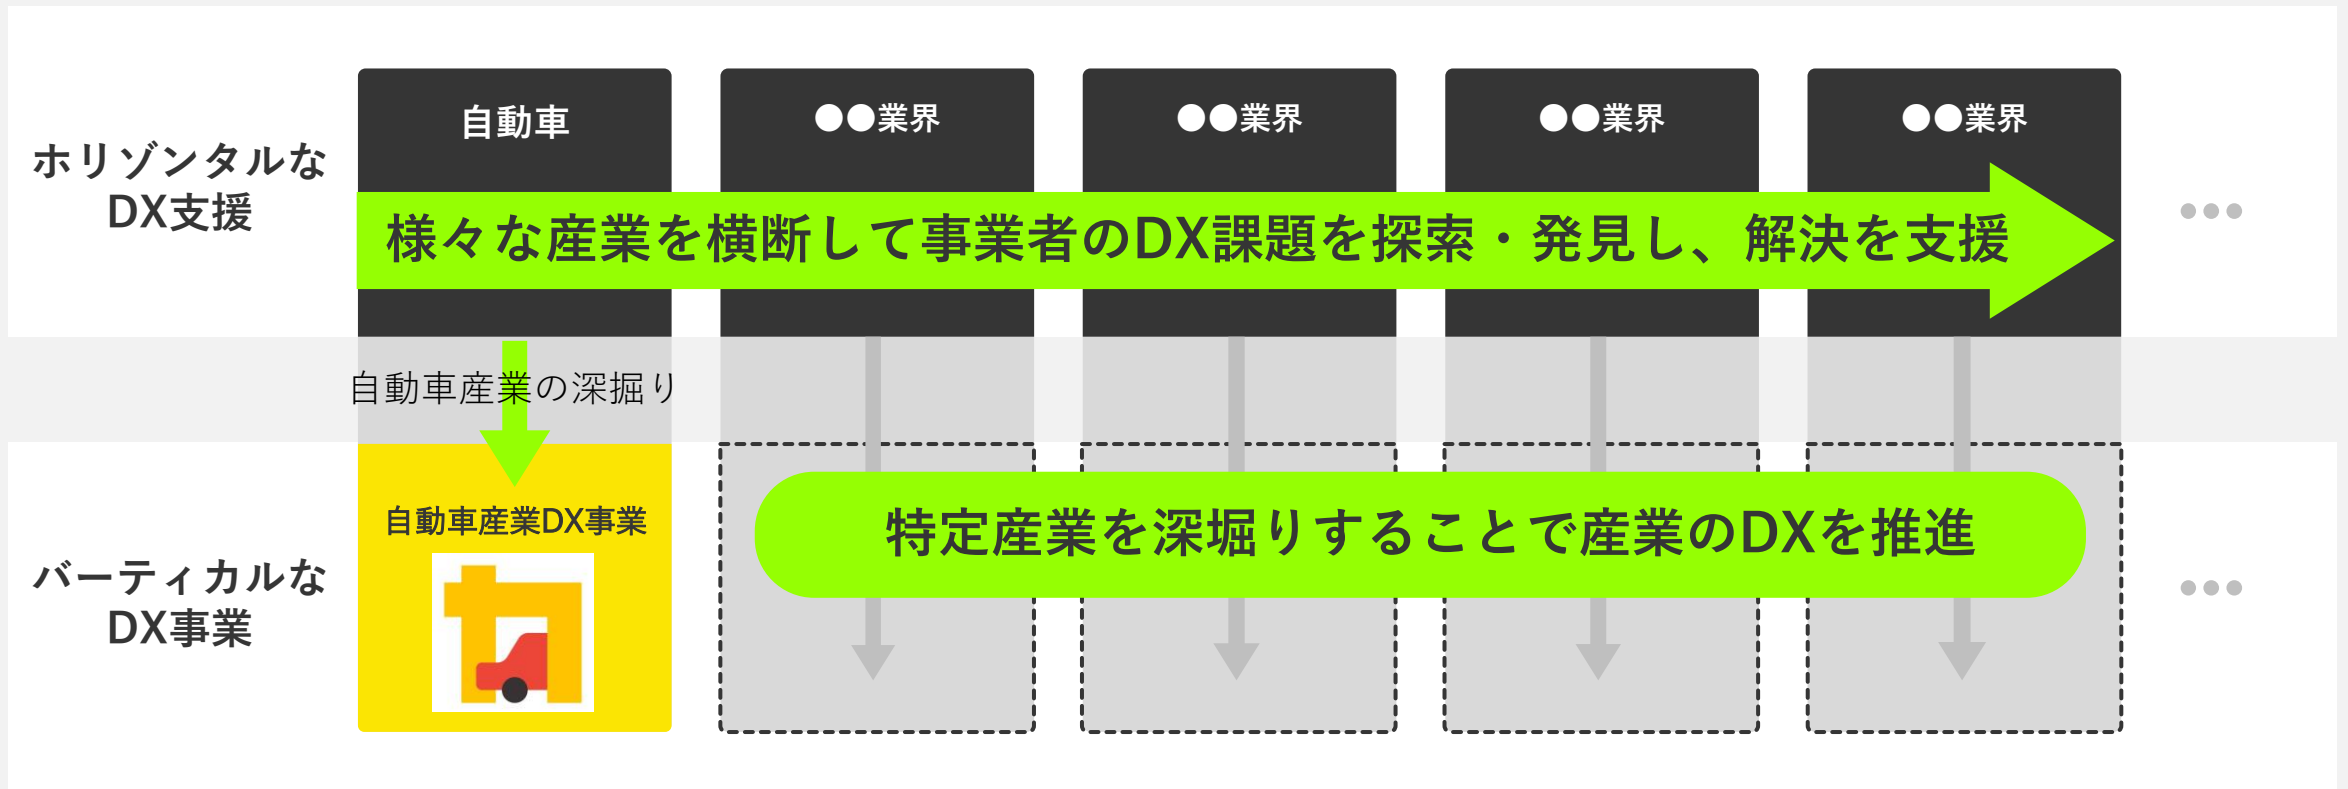 自動車
●●業界
●●業界
●●業界
●●業界
ホリゾンタルな
DX支援
様々な産業を横断して事業者のDX課題を探索・発見し、解決を支援
●●●
自動車産業の深掘り
自動車産業DX事業
特定産業を深堀りすることで産業のDXを推進
バーティカルな
DX事業
●●●